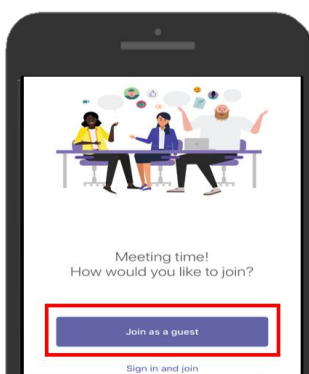 Meeting time!
How would you like to join?
Join as a guest
Sign in and join